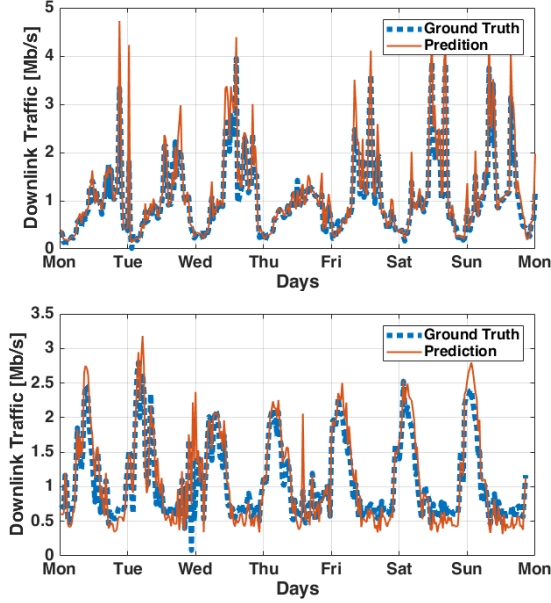 5
4
3
2
1
0
Downlink Traffic [Mb/s]
Ground Truth
Predition
Mon Tue Wed Thu Fri Sat Sun Mon
Days
3.5
3
2.5
2
1.5
1
0.5
0
Downlink Traffic [Mb/s]
Ground Truth
Prediction
Mon Tue Wed Thu Fri Sat Sun Mon
Days